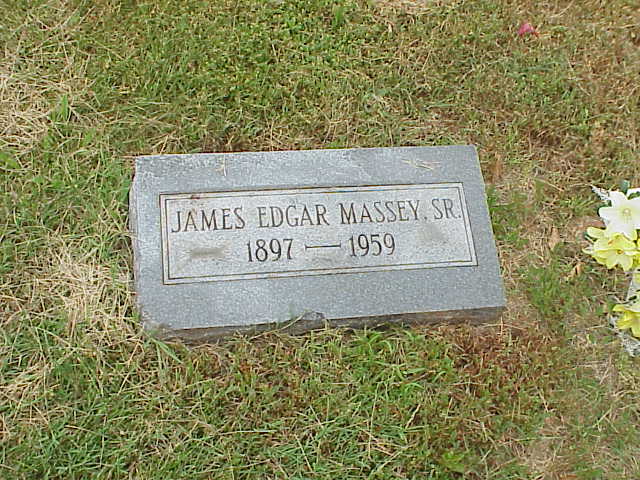 JAMES EDGAR MASSEY, SR.
1897 — 1959